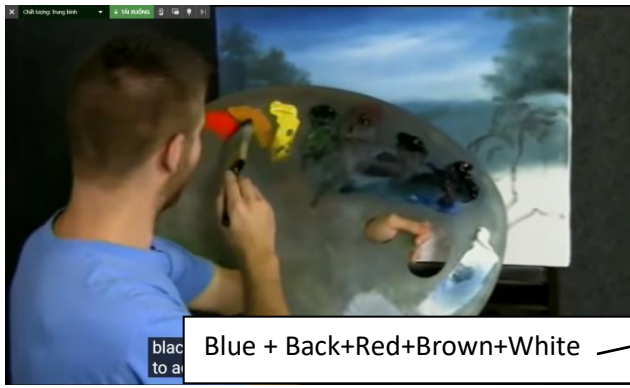 Chất lượng: Trung bình
TẢI XUỐNG
blac
to a
Blue + Back+Red+Brown+White